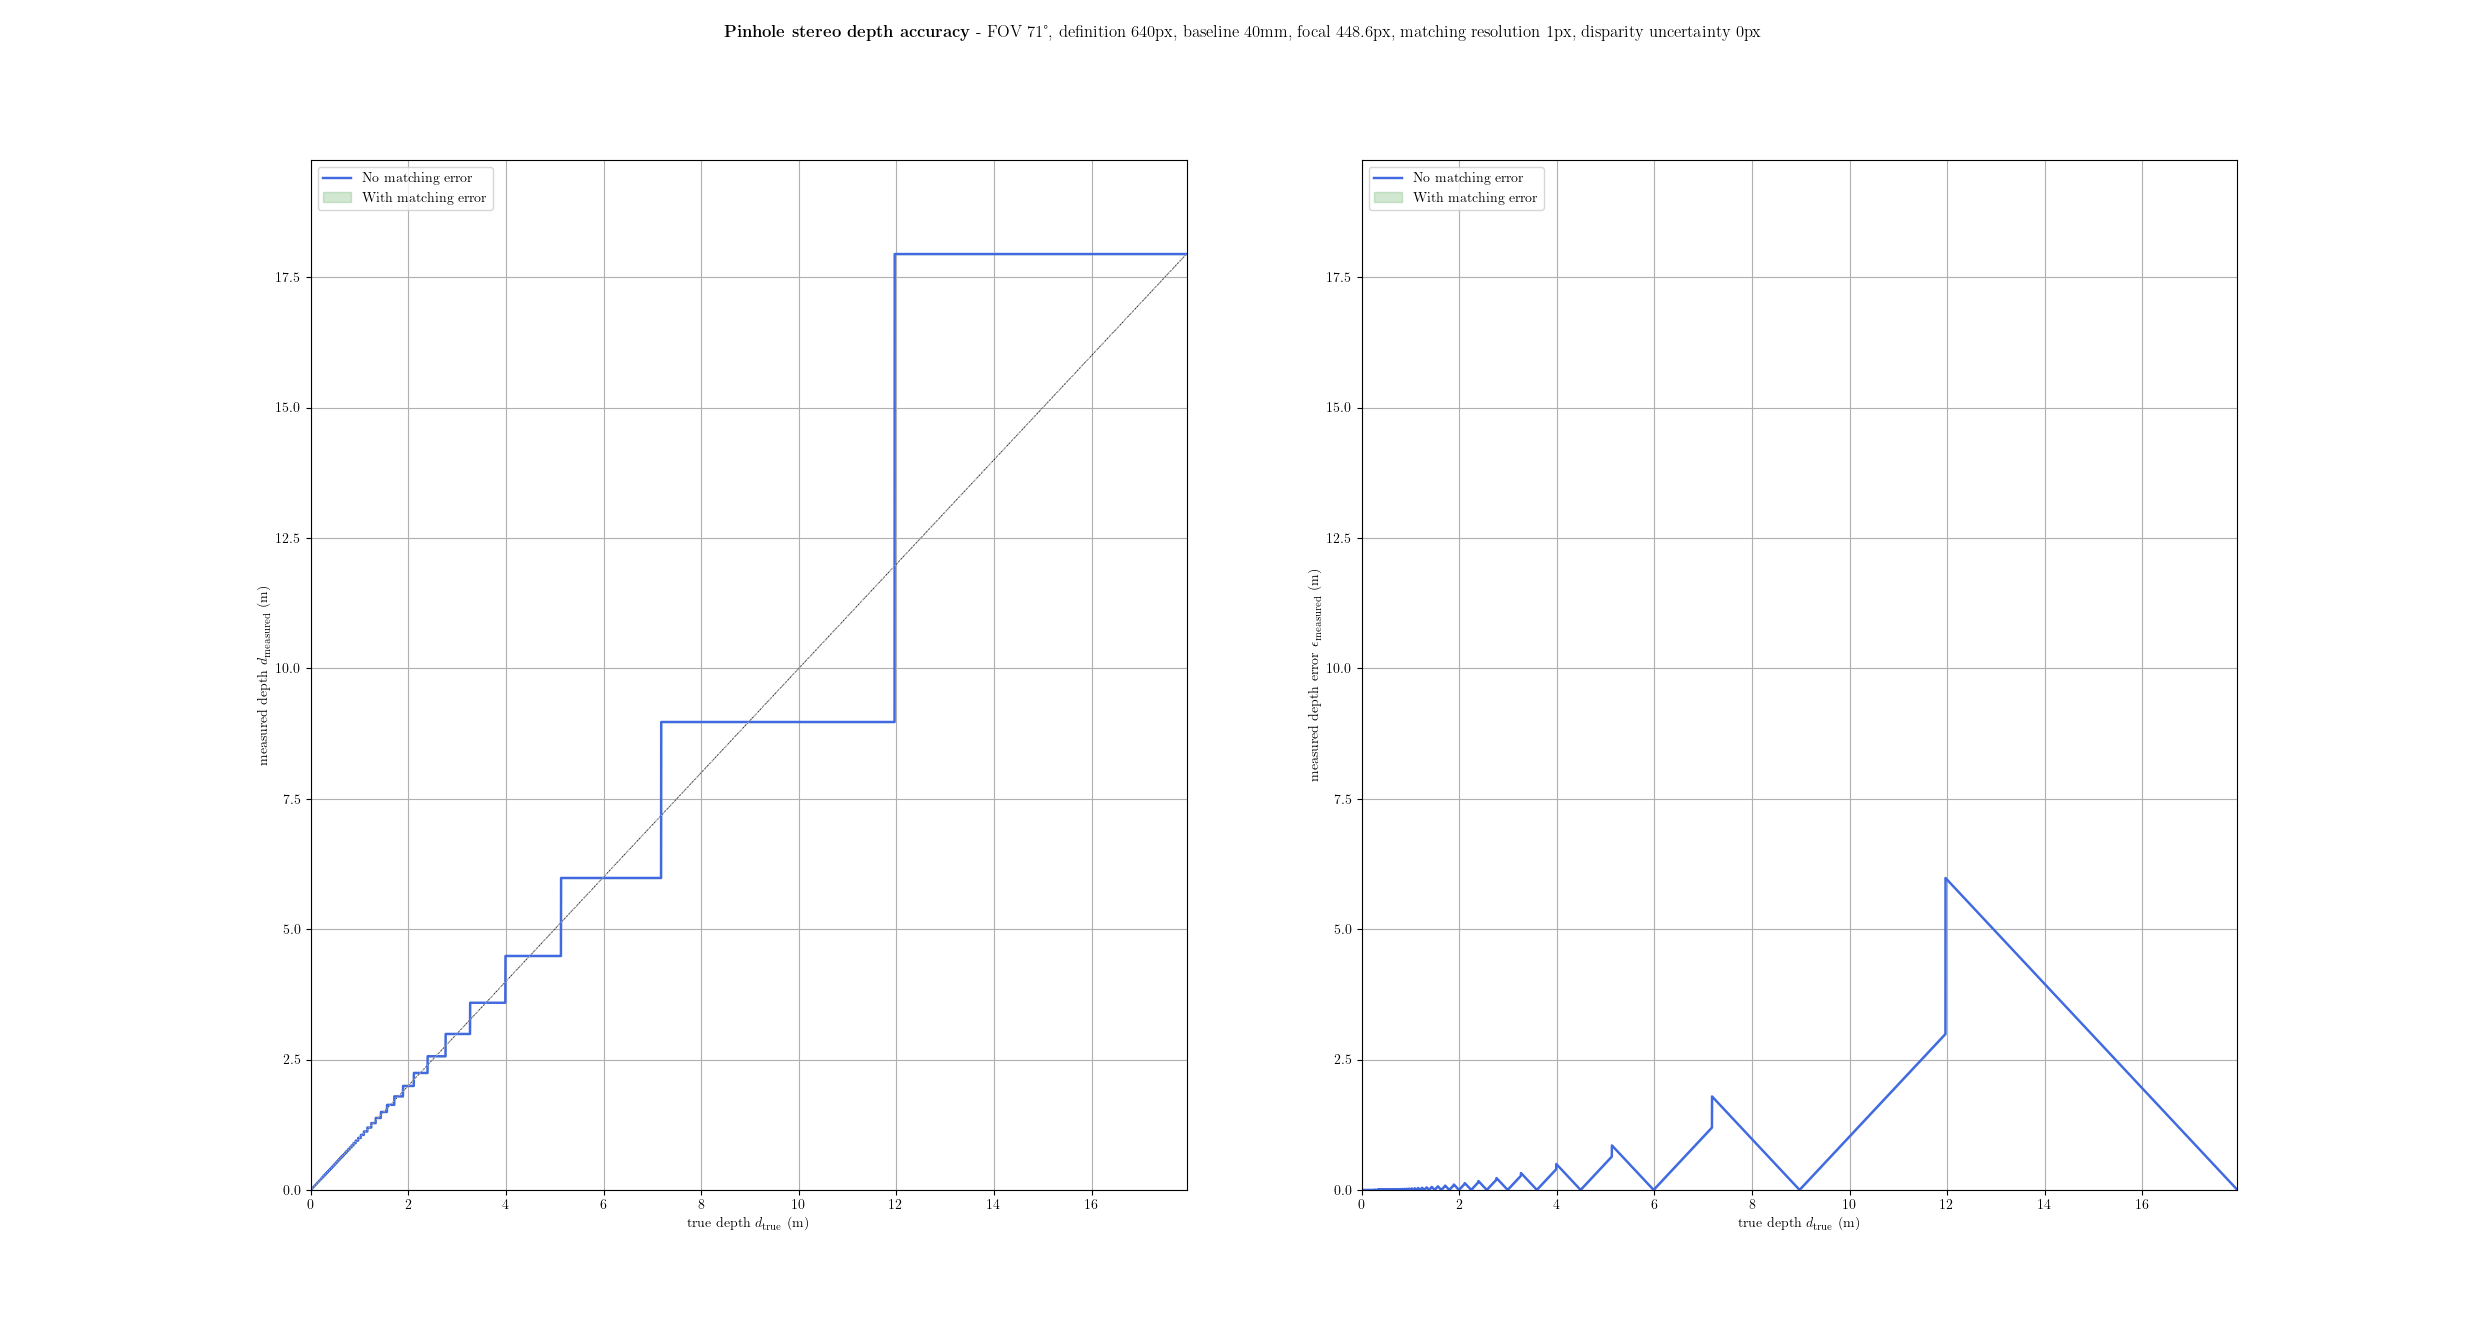 Pinhole stereo depth accuracy - FOV 71°, definition 640px, baseline 40mm, focal 448.6px, matching resolution 1px, disparity uncertainty 0px
No matching error
With matching error
17.5
15.0
12.5
10.0
7.5
5.0
2.5
0.0
measured depth d_measured (m)
0 2 4 6 8 10 12 14 16
true depth d_true (m)
No matching error
With matching error
17.5
15.0
12.5
10.0
7.5
5.0
2.5
0.0
measured depth error ϵ_measured (m)
0 2 4 6 8 10 12 14 16
true depth d_true (m)